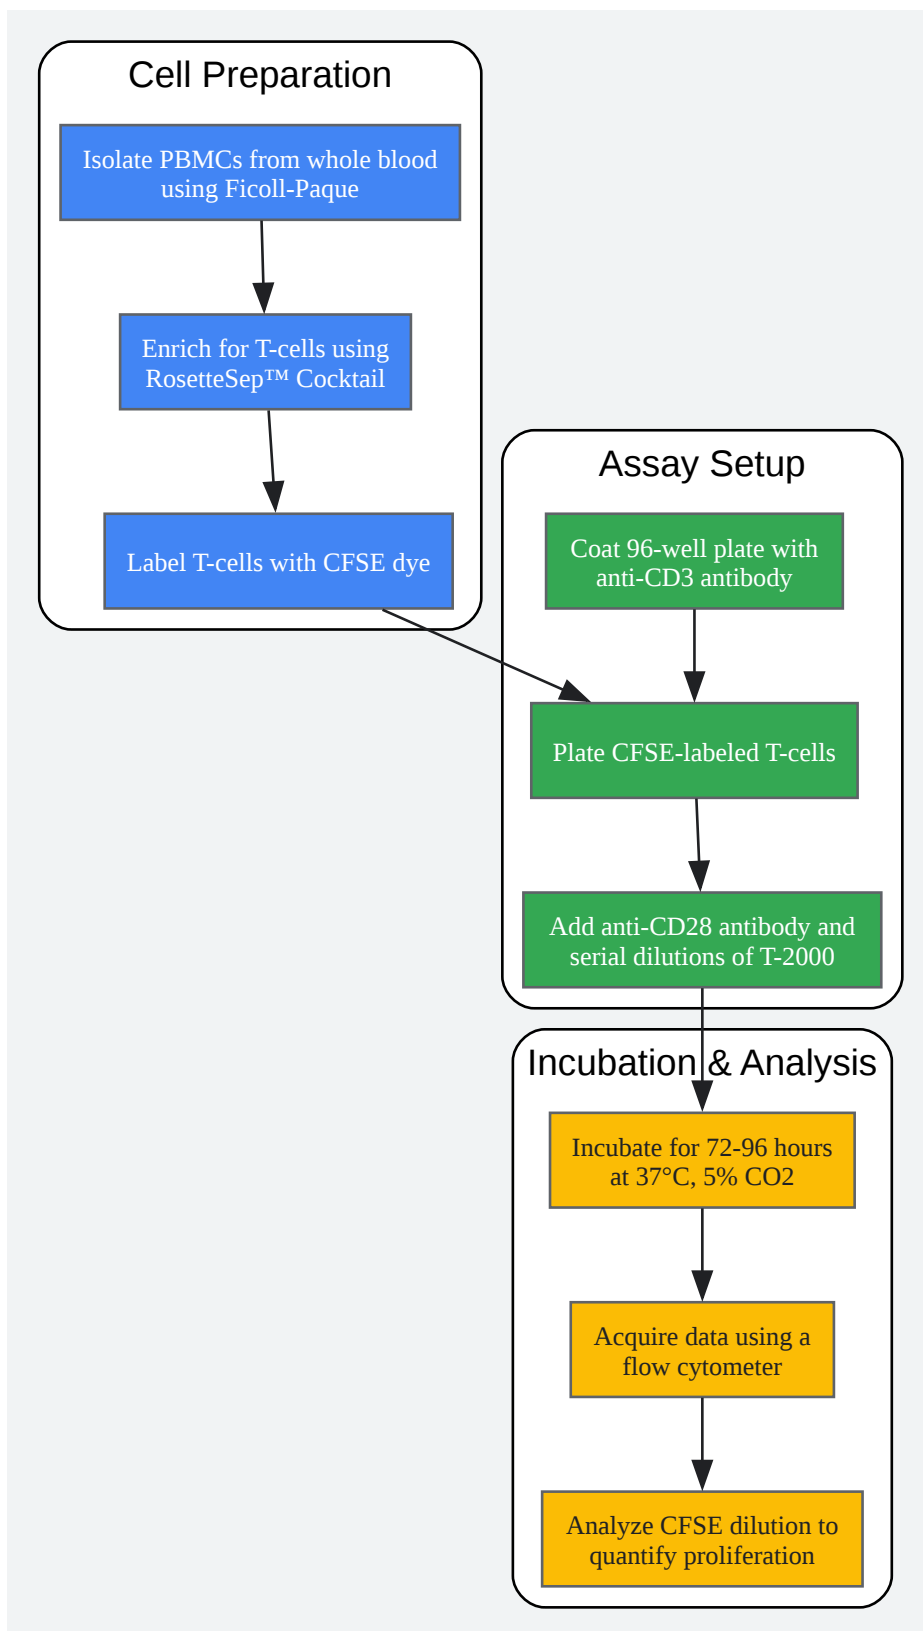 Cell Preparation
Isolate PBMCs from whole blood
using Ficoll-Paque
Enrich for T-cells using
RosetteSep™ Cocktail
Label T-cells with CFSE dye
Assay Setup
Coat 96-well plate with
anti-CD3 antibody
Plate CFSE-labeled T-cells
Add anti-CD28 antibody and
serial dilutions of T-2000
Incubation & Analysis
Incubate for 72-96 hours
at 37°C, 5% CO2
Acquire data using a
flow cytometer
Analyze CFSE dilution to
quantify proliferation